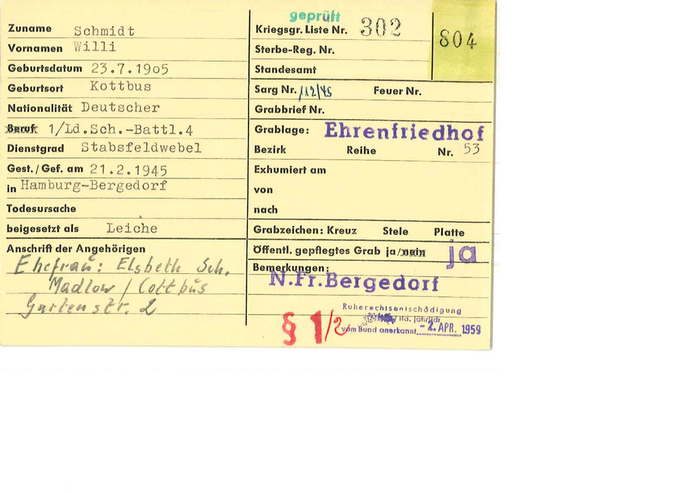 geprüft
Zuname Schmidt
Vornamen Willi
Geburtsdatum 23.7.1905
Geburtsort Kottbus
Nationalität Deutscher
Beruf 1/Ld.Sch.-Battl.4
Dienstgrad Stabsfeldwebel
Gest./Gef. am 21.2.1945
in Hamburg-Bergedorf
Todesursache
beigesetzt als Leiche
Anschrift der Angehörigen
Ehefrau: Elsbeth Sch.
Madlow / Cottbus
Gartenstr. 2
Kriegsgr. Liste Nr. 302
804
Sterbe-Reg. Nr.
Standesamt
Sarg Nr. /12/45 Feuer Nr.
Grabbrief Nr.
Grablage: Ehrenfriedhof
Bezirk Reihe Nr. 53
Exhumiert am
von
nach
Grabzeichen: Kreuz Stele Platte
Öffentl. gepflegtes Grab ja/nein ja
Bemerkungen:
N.Fr.Bergedorf
Ruherechtsentschädigung
lfd. jährlich
vom Bund anerkannt, -2. APR. 1959
§ 1/2